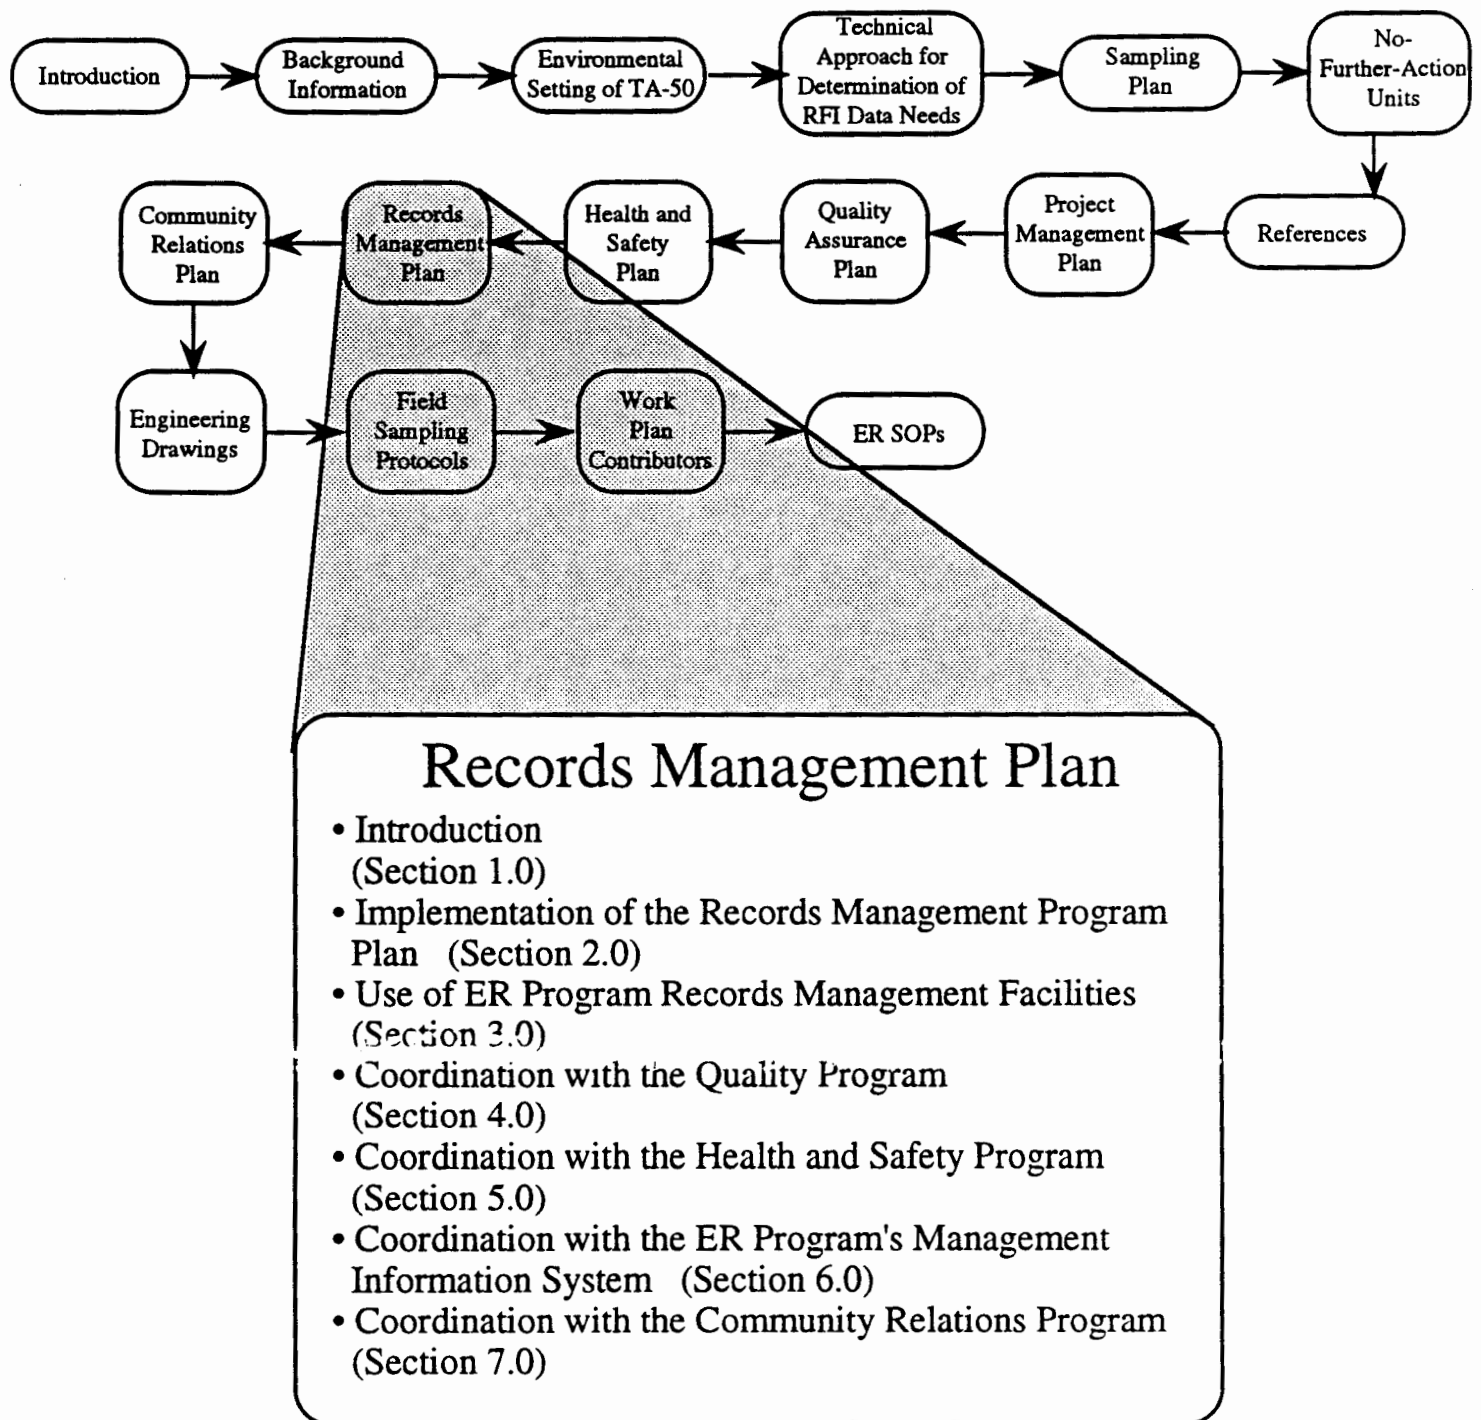 Introduction
Background
Information
Environmental
Setting of TA-50
Technical
Approach for
Determination of
RFI Data Needs
Sampling
Plan
No-
Further-Action
Units
Community
Relations
Plan
Records
Management
Plan
Health and
Safety
Plan
Quality
Assurance
Plan
Project
Management
Plan
References
Engineering
Drawings
Field
Sampling
Protocols
Work
Plan
Contributors
ER SOPs
Records Management Plan
• Introduction
(Section 1.0)
• Implementation of the Records Management Program
Plan (Section 2.0)
• Use of ER Program Records Management Facilities
(Section 3.0)
• Coordination with the Quality Program
(Section 4.0)
• Coordination with the Health and Safety Program
(Section 5.0)
• Coordination with the ER Program's Management
Information System (Section 6.0)
• Coordination with the Community Relations Program
(Section 7.0)